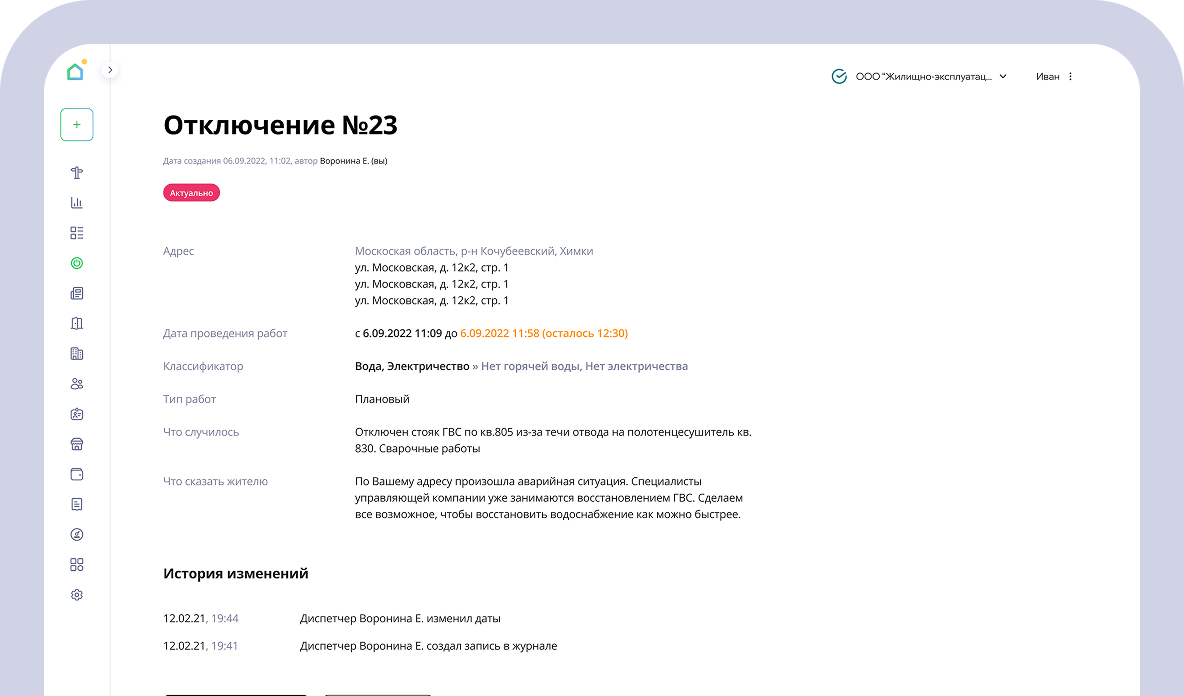 ООО "Жилищно-эксплуатац...
Иван
+
Отключение №23
Дата создания 06.09.2022, 11:02, автор Воронина Е. (вы)
Актуально
Адрес
Москоская область, р-н Кочубеевский, Химки
ул. Московская, д. 12к2, стр. 1
ул. Московская, д. 12к2, стр. 1
ул. Московская, д. 12к2, стр. 1
Дата проведения работ
с 6.09.2022 11:09 до 6.09.2022 11:58 (осталось 12:30)
Классификатор
Вода, Электричество » Нет горячей воды, Нет электричества
Тип работ
Плановый
Что случилось
Отключен стояк ГВС по кв.805 из-за течи отвода на полотенцесушитель кв.
830. Сварочные работы
Что сказать жителю
По Вашему адресу произошла аварийная ситуация. Специалисты
управляющей компании уже занимаются восстановлением ГВС. Сделаем
все возможное, чтобы восстановить водоснабжение как можно быстрее.
История изменений
12.02.21, 19:44 Диспетчер Воронина Е. изменил даты
12.02.21, 19:41 Диспетчер Воронина Е. создал запись в журнале